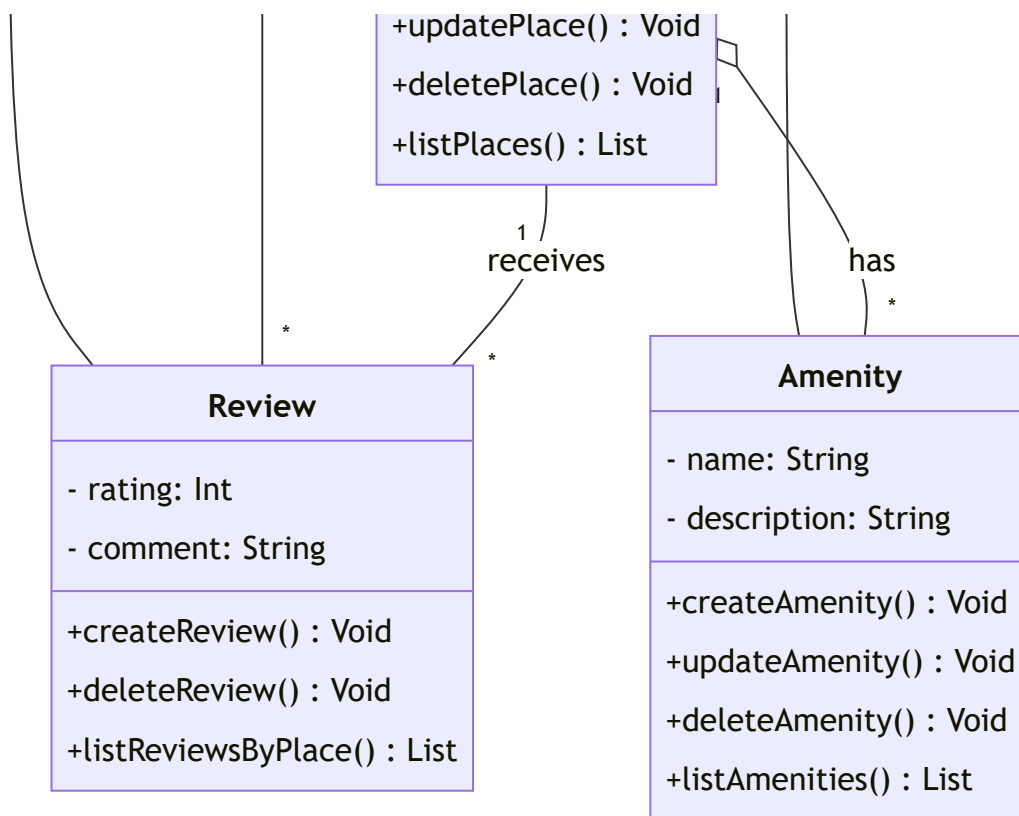 +updatePlace() : Void
+deletePlace() : Void
+listPlaces() : List
1
1
receives
has
*
*
*
Review
- rating: Int
- comment: String
+createReview() : Void
+deleteReview() : Void
+listReviewsByPlace() : List
Amenity
- name: String
- description: String
+createAmenity() : Void
+updateAmenity() : Void
+deleteAmenity() : Void
+listAmenities() : List